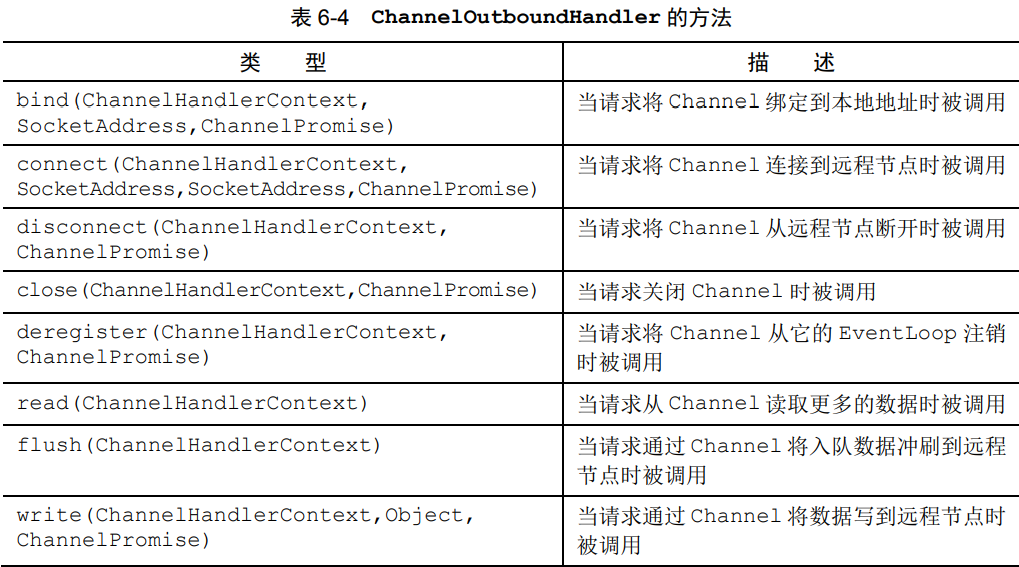 表 6-4 ChannelOutboundHandler 的方法
类 型 描 述
bind(ChannelHandlerContext,
SocketAddress,ChannelPromise)
当请求将 Channel 绑定到本地地址时被调用
connect(ChannelHandlerContext,
SocketAddress,SocketAddress,ChannelPromise)
当请求将 Channel 连接到远程节点时被调用
disconnect(ChannelHandlerContext,
ChannelPromise)
当请求将 Channel 从远程节点断开时被调用
close(ChannelHandlerContext,ChannelPromise)
当请求关闭 Channel 时被调用
deregister(ChannelHandlerContext,
ChannelPromise)
当请求将 Channel 从它的 EventLoop 注销
时被调用
read(ChannelHandlerContext)
当请求从 Channel 读取更多的数据时被调用
flush(ChannelHandlerContext)
当请求通过 Channel 将入队数据冲刷到远程
节点时被调用
write(ChannelHandlerContext,Object,
ChannelPromise)
当请求通过 Channel 将数据写到远程节点时
被调用